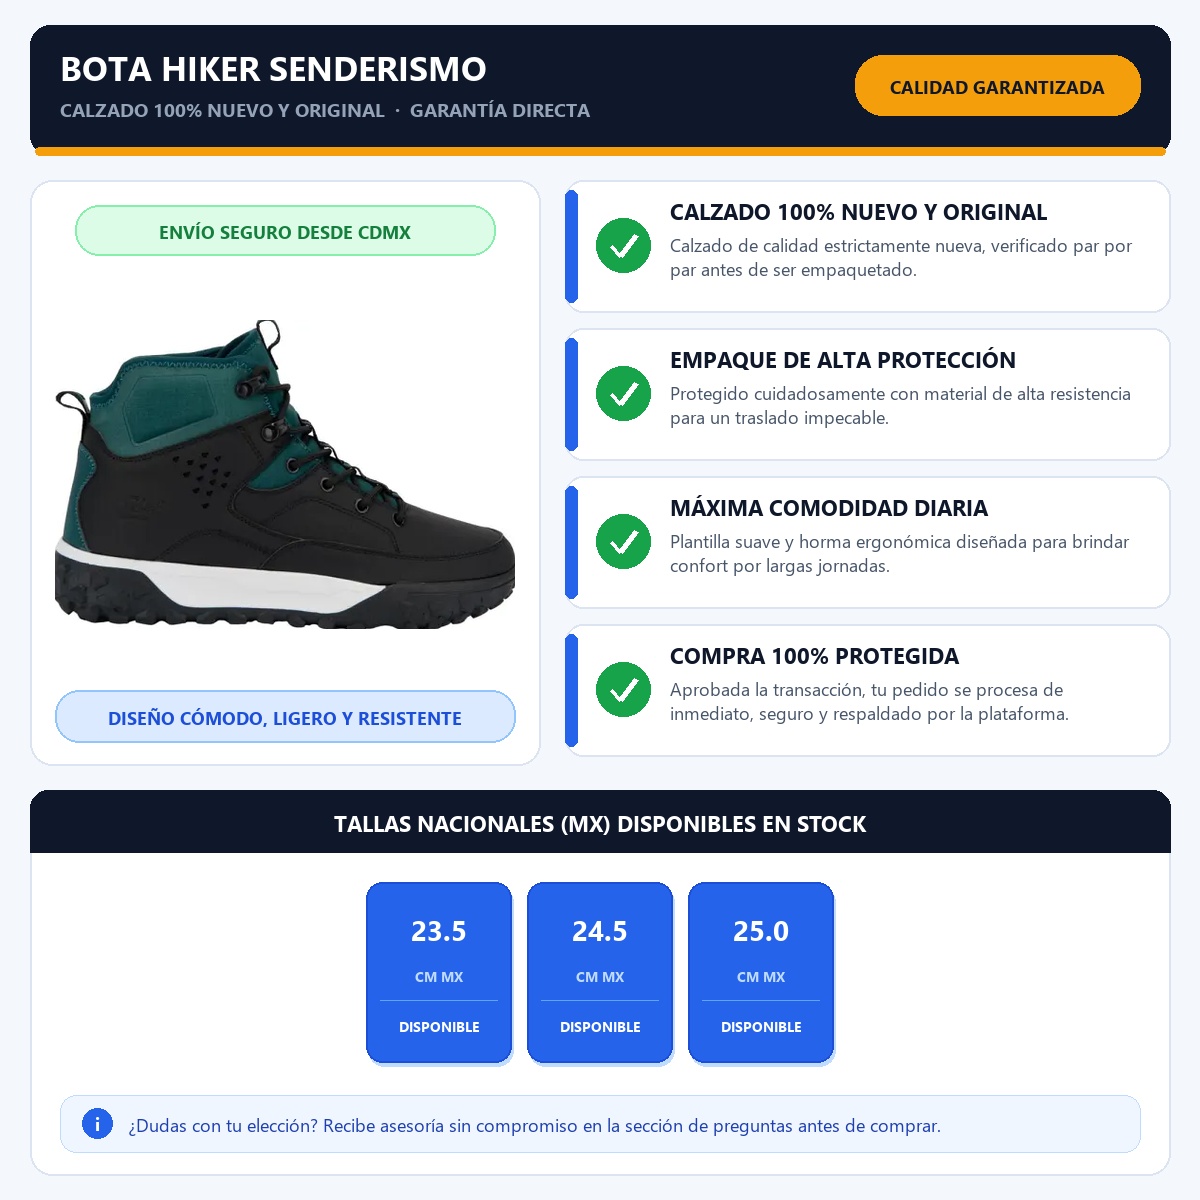 BOTA HIKER SENDERISMO
CALZADO 100% NUEVO Y ORIGINAL · GARANTÍA DIRECTA
CALIDAD GARANTIZADA
ENVÍO SEGURO DESDE CDMX
DISEÑO CÓMODO, LIGERO Y RESISTENTE
CALZADO 100% NUEVO Y ORIGINAL
Calzado de calidad estrictamente nueva, verificado par por
par antes de ser empaquetado.
EMPAQUE DE ALTA PROTECCIÓN
Protegido cuidadosamente con material de alta resistencia
para un traslado impecable.
MÁXIMA COMODIDAD DIARIA
Plantilla suave y horma ergonómica diseñada para brindar
confort por largas jornadas.
COMPRA 100% PROTEGIDA
Aprobada la transacción, tu pedido se procesa de
inmediato, seguro y respaldado por la plataforma.
TALLAS NACIONALES (MX) DISPONIBLES EN STOCK
23.5
CM MX
DISPONIBLE
24.5
CM MX
DISPONIBLE
25.0
CM MX
DISPONIBLE
¿Dudas con tu elección? Recibe asesoría sin compromiso en la sección de preguntas antes de comprar.